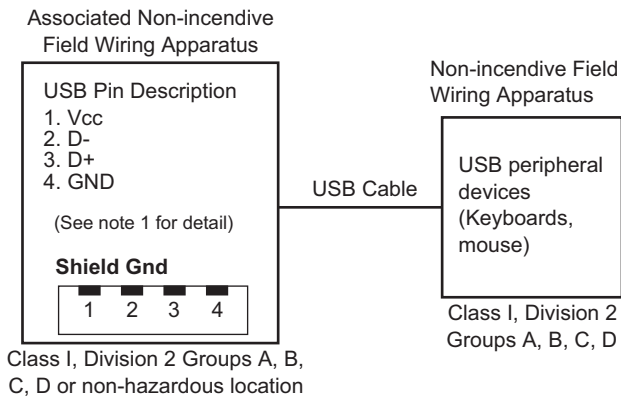 Associated Non-incendive
Field Wiring Apparatus
USB Pin Description
1. Vcc
2. D-
3. D+
4. GND
(See note 1 for detail)
Shield Gnd
1 2 3 4
Class I, Division 2 Groups A, B,
C, D or non-hazardous location
USB Cable
Non-incendive Field
Wiring Apparatus
USB peripheral
devices
(Keyboards,
mouse)
Class I, Division 2
Groups A, B, C, D